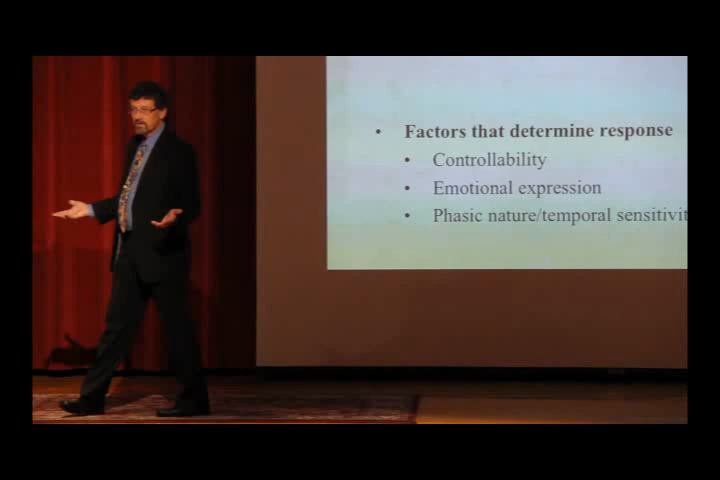 • Factors that determine response
• Controllability
• Emotional expression
• Phasic nature/temporal sensitivit